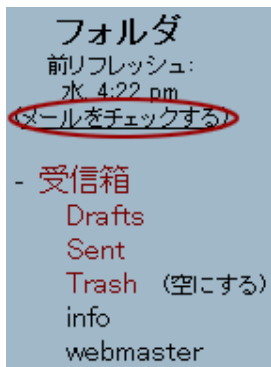 フォルダ
前リフレッシュ:
水, 4:22 pm
(メールをチェックする)
- 受信箱
Drafts
Sent
Trash (空にする)
info
webmaster